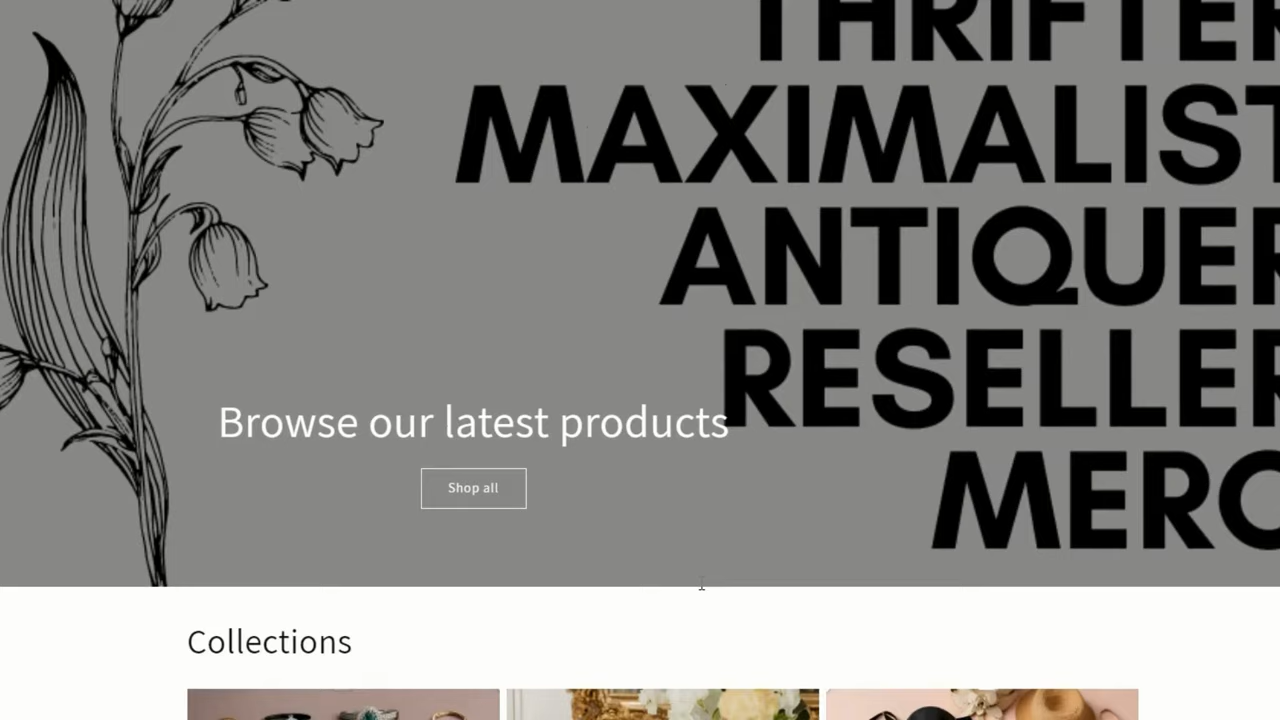 THRIFTER
MAXIMALIST
ANTIQUER
RESELLER
Browse our latest products
Shop all
MERC
Collections